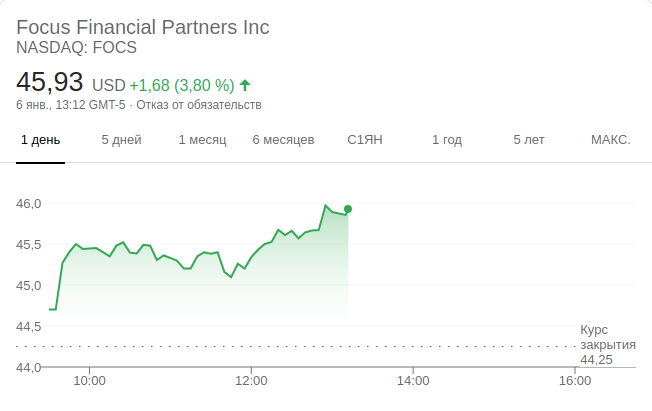 Focus Financial Partners Inc
NASDAQ: FOCS
45,93 USD +1,68 (3,80 %)
6 янв., 13:12 GMT-5 · Отказ от обязательств
1 день 5 дней 1 месяц 6 месяцев С1ЯН 1 год 5 лет МАКС.
46,0
45,5
45,0
44,5
Курс
закрытия
44,25
44,0
10:00 12:00 14:00 16:00